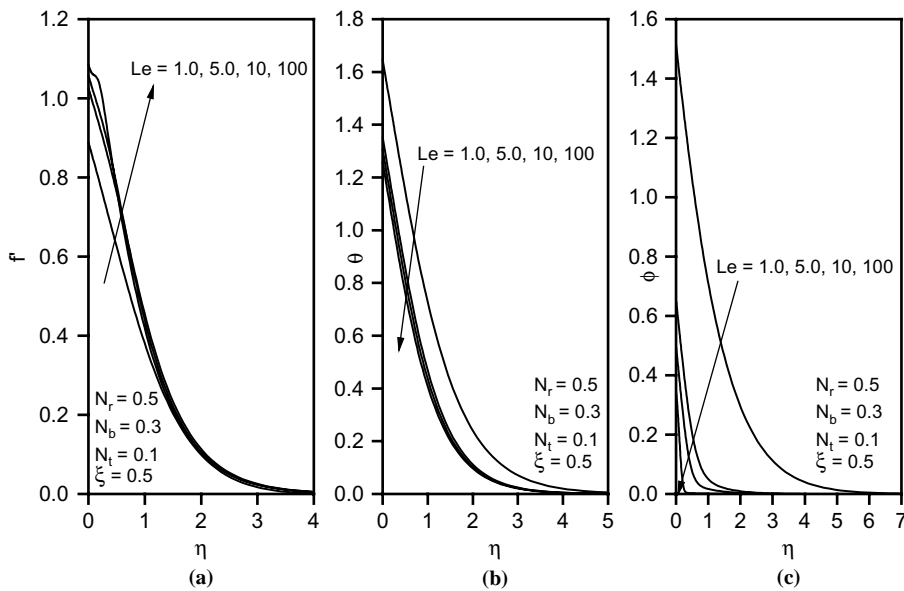 1.2
1.0
0.8
0.6
0.4
0.2
0.0
f'
Le = 1.0, 5.0, 10, 100
N_r = 0.5
N_b = 0.3
N_t = 0.1
ξ = 0.5
0 1 2 3 4
η
(a)
1.8
1.6
1.4
1.2
1.0
0.8
0.6
0.4
0.2
0.0
θ
Le = 1.0, 5.0, 10, 100
N_r = 0.5
N_b = 0.3
N_t = 0.1
ξ = 0.5
0 1 2 3 4 5
η
(b)
1.6
1.4
1.2
1.0
0.8
0.6
0.4
0.2
0.0
ϕ
Le = 1.0, 5.0, 10, 100
N_r = 0.5
N_b = 0.3
N_t = 0.1
ξ = 0.5
0 1 2 3 4 5 6 7
η
(c)